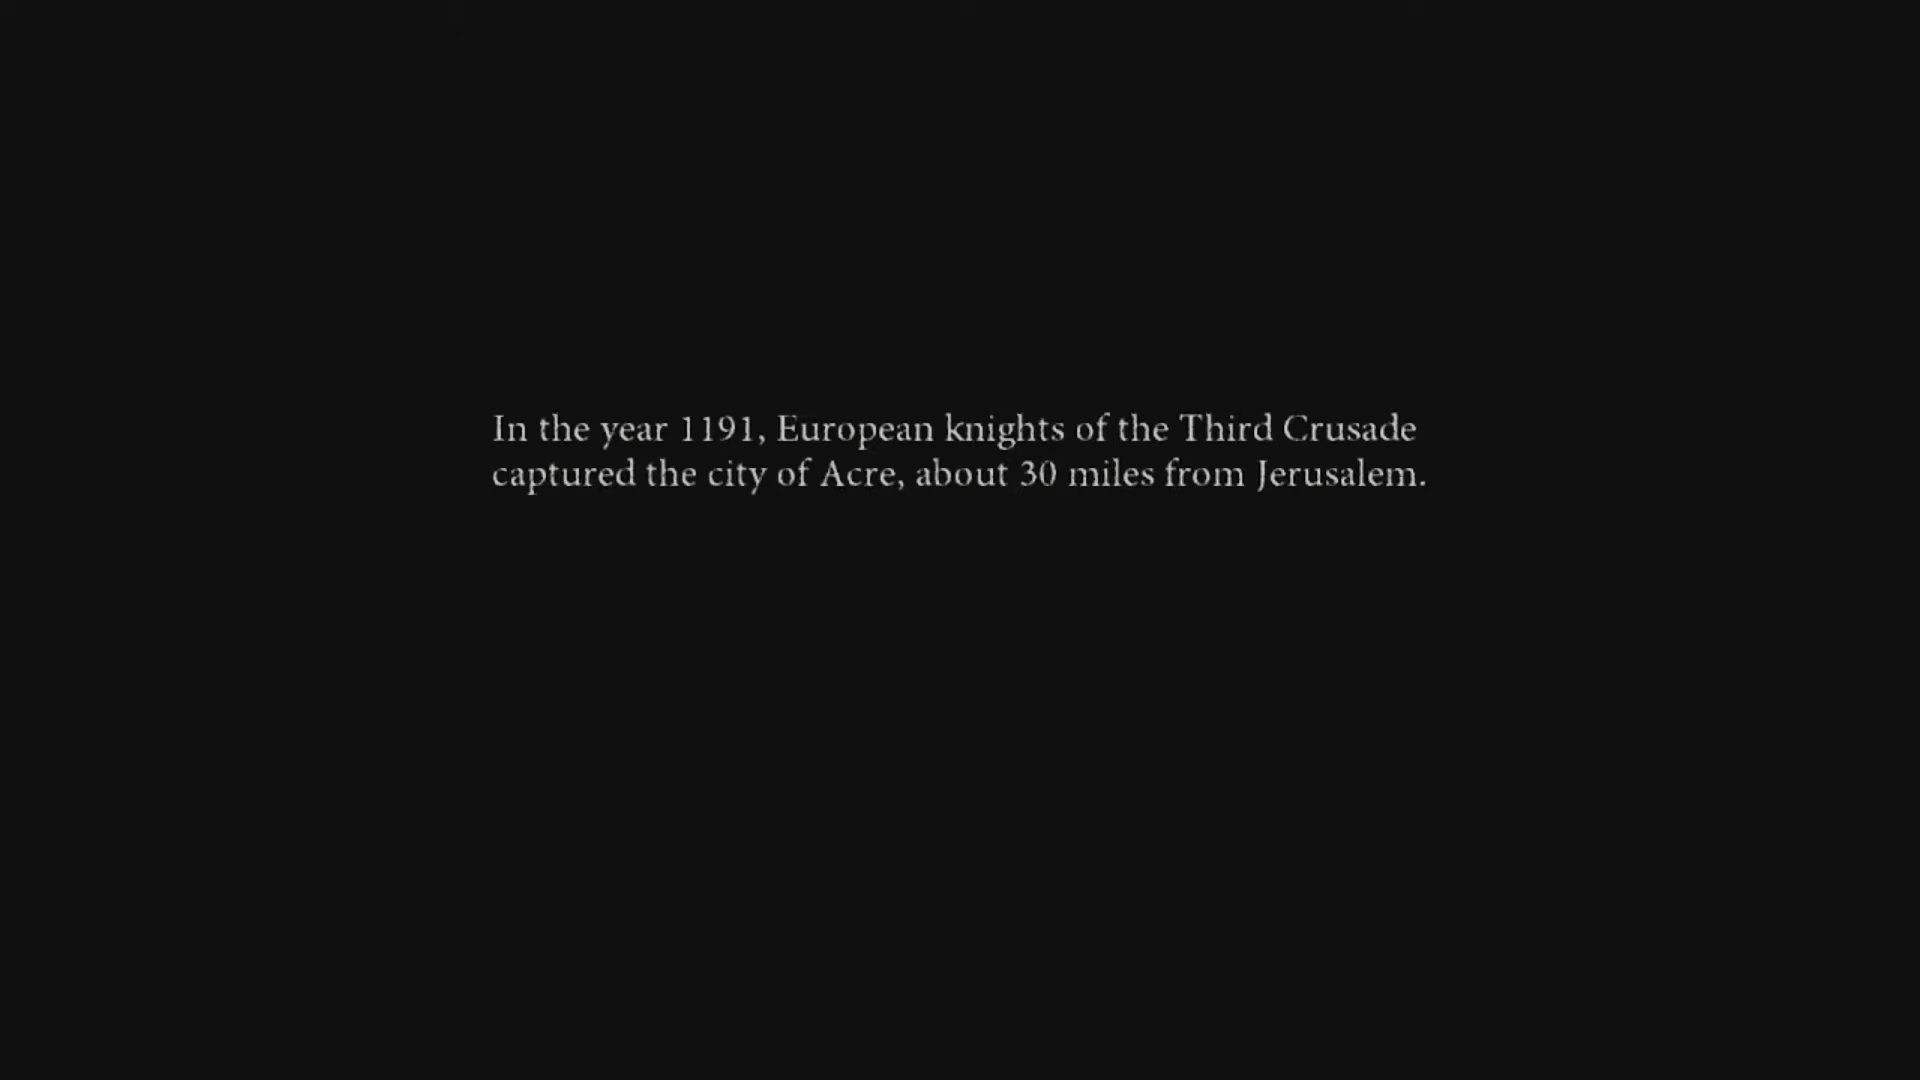 In the year 1191, European knights of the Third Crusade
captured the city of Acre, about 30 miles from Jerusalem.